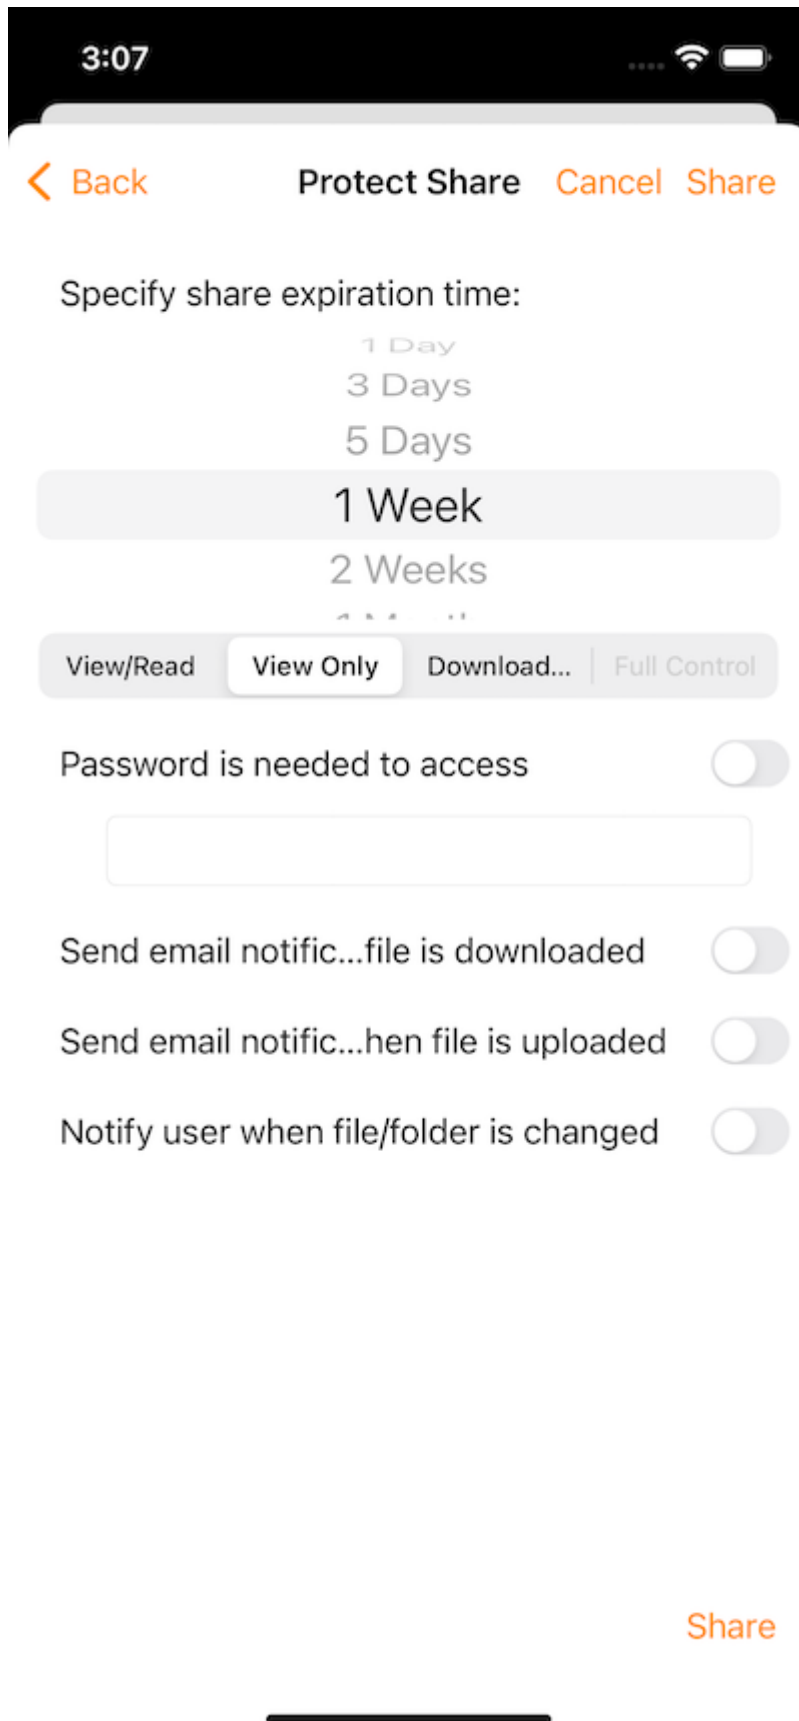 3:07
Back Protect Share Cancel Share
Specify share expiration time:
1 Day
3 Days
5 Days
1 Week
2 Weeks
View/Read View Only Download... Full Control
Password is needed to access
Send email notific...file is downloaded
Send email notific...hen file is uploaded
Notify user when file/folder is changed
Share